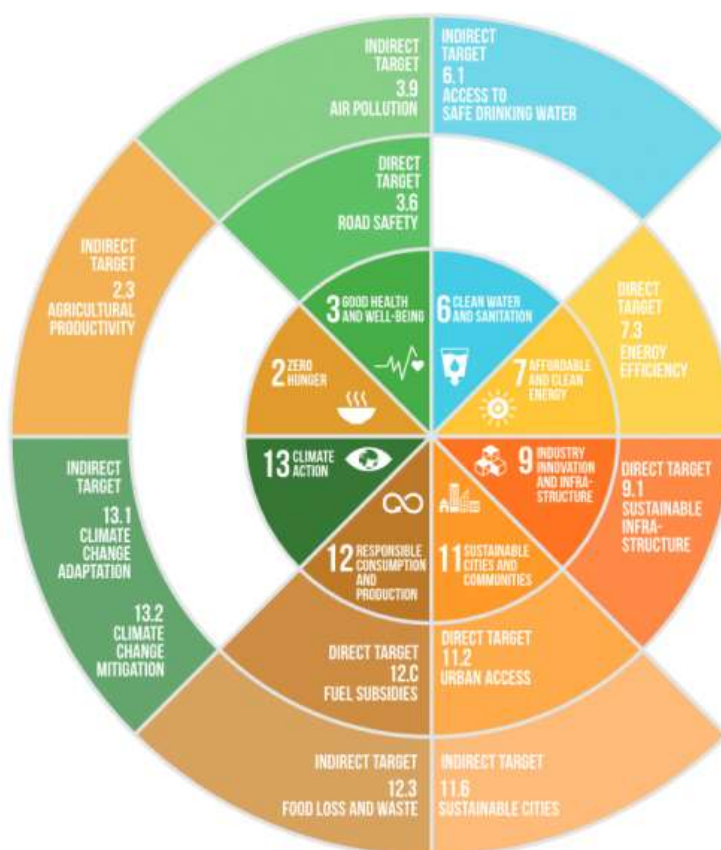 INDIRECT
TARGET
3.9
AIR POLLUTION
INDIRECT
TARGET
6.1
ACCESS TO
SAFE DRINKING WATER
DIRECT
TARGET
3.6
ROAD SAFETY
INDIRECT
TARGET
2.3
AGRICULTURAL
PRODUCTIVITY
DIRECT
TARGET
7.3
ENERGY
EFFICIENCY
3 GOOD HEALTH
AND WELL-BEING
6 CLEAN WATER
AND SANITATION
2 ZERO
HUNGER
7 AFFORDABLE
AND CLEAN
ENERGY
13 CLIMATE
ACTION
9 INDUSTRY
INNOVATION
AND INFRA-
STRUCTURE
12 RESPONSIBLE
CONSUMPTION
AND
PRODUCTION
11 SUSTAINABLE
CITIES AND
COMMUNITIES
INDIRECT
TARGET
13.1
CLIMATE
CHANGE
ADAPTATION
13.2
CLIMATE
CHANGE
MITIGATION
DIRECT TARGET
9.1
SUSTAINABLE
INFRA-
STRUCTURE
DIRECT TARGET
12.C
FUEL SUBSIDIES
DIRECT TARGET
11.2
URBAN ACCESS
INDIRECT TARGET
12.3
FOOD LOSS AND WASTE
INDIRECT TARGET
11.6
SUSTAINABLE CITIES